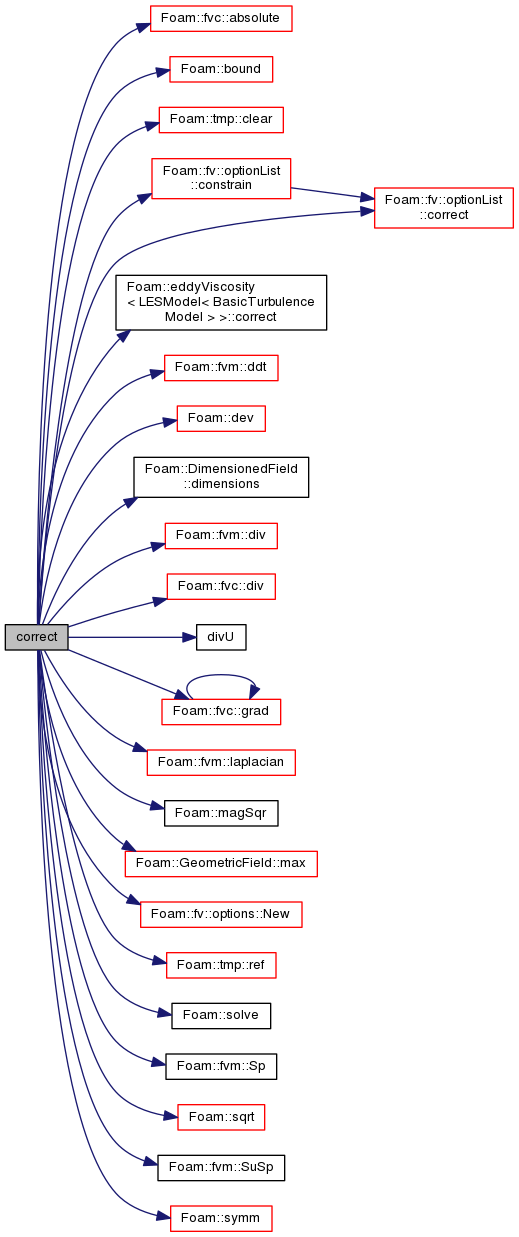 Foam::fvc::absolute
Foam::bound
Foam::tmp::clear
Foam::fv::optionList
::constrain
Foam::fv::optionList
::correct
Foam::eddyViscosity
< LESModel< BasicTurbulence
Model > >::correct
Foam::fvm::ddt
Foam::dev
Foam::DimensionedField
::dimensions
Foam::fvm::div
Foam::fvc::div
correct
divU
Foam::fvc::grad
Foam::fvm::laplacian
Foam::magSqr
Foam::GeometricField::max
Foam::fv::options::New
Foam::tmp::ref
Foam::solve
Foam::fvm::Sp
Foam::sqrt
Foam::fvm::SuSp
Foam::symm